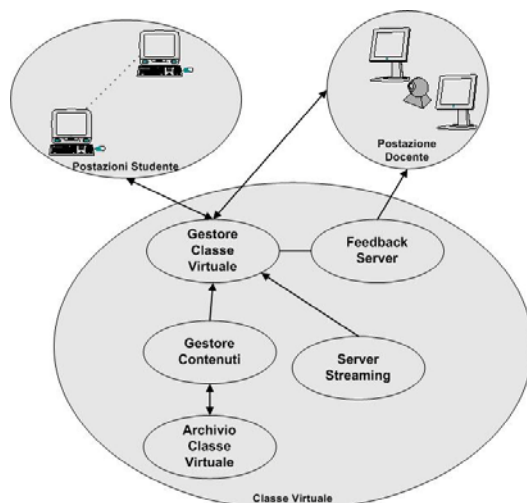 Postazioni Studente
Postazione
Docente
Gestore
Classe
Virtuale
Feedback
Server
Gestore
Contenuti
Server
Streaming
Archivio
Classe
Virtuale
Classe Virtuale